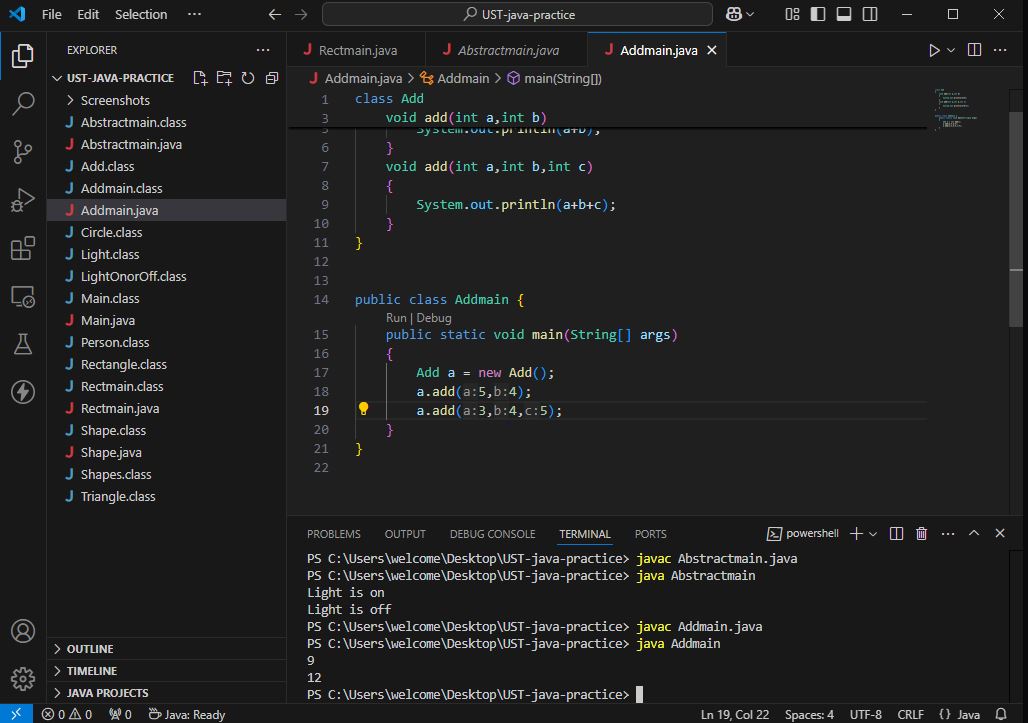 File Edit Selection ··· UST-java-practice
EXPLORER ···
UST-JAVA-PRACTICE
Screenshots
Abstractmain.class
Abstractmain.java
Add.class
Addmain.class
Addmain.java
Circle.class
Light.class
LightOnorOff.class
Main.class
Main.java
Person.class
Rectangle.class
Rectmain.class
Rectmain.java
Shape.class
Shape.java
Shapes.class
Triangle.class
OUTLINE
TIMELINE
JAVA PROJECTS
Rectmain.java Abstractmain.java Addmain.java
Addmain.java > Addmain > main(String[])
1 class Add
3 void add(int a,int b)
5 System.out.println(a+b);
6 }
7 void add(int a,int b,int c)
8 {
9 System.out.println(a+b+c);
10 }
11 }
12
13
14 public class Addmain {
Run | Debug
15 public static void main(String[] args)
16 {
17 Add a = new Add();
18 a.add(a:5,b:4);
19 a.add(a:3,b:4,c:5);
20 }
21 }
22
PROBLEMS OUTPUT DEBUG CONSOLE TERMINAL PORTS powershell
PS C:\Users\welcome\Desktop\UST-java-practice> javac Abstractmain.java
PS C:\Users\welcome\Desktop\UST-java-practice> java Abstractmain
Light is on
Light is off
PS C:\Users\welcome\Desktop\UST-java-practice> javac Addmain.java
PS C:\Users\welcome\Desktop\UST-java-practice> java Addmain
9
12
PS C:\Users\welcome\Desktop\UST-java-practice>
0 0 0 Java: Ready Ln 19, Col 22 Spaces: 4 UTF-8 CRLF {} Java